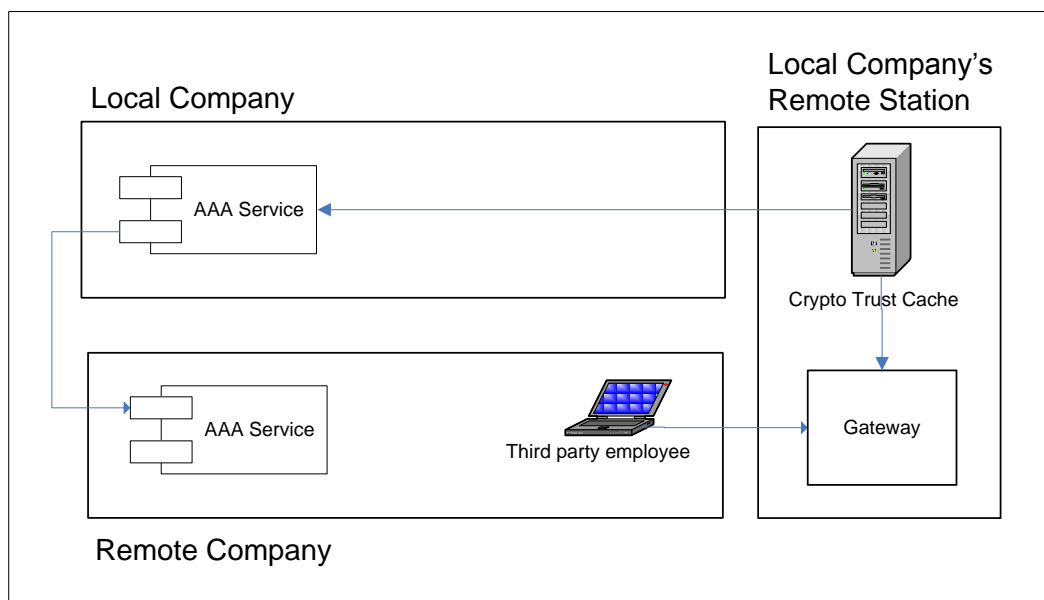 Local Company's
Remote Station
Local Company
AAA Service
Crypto Trust Cache
AAA Service
Third party employee
Gateway
Remote Company